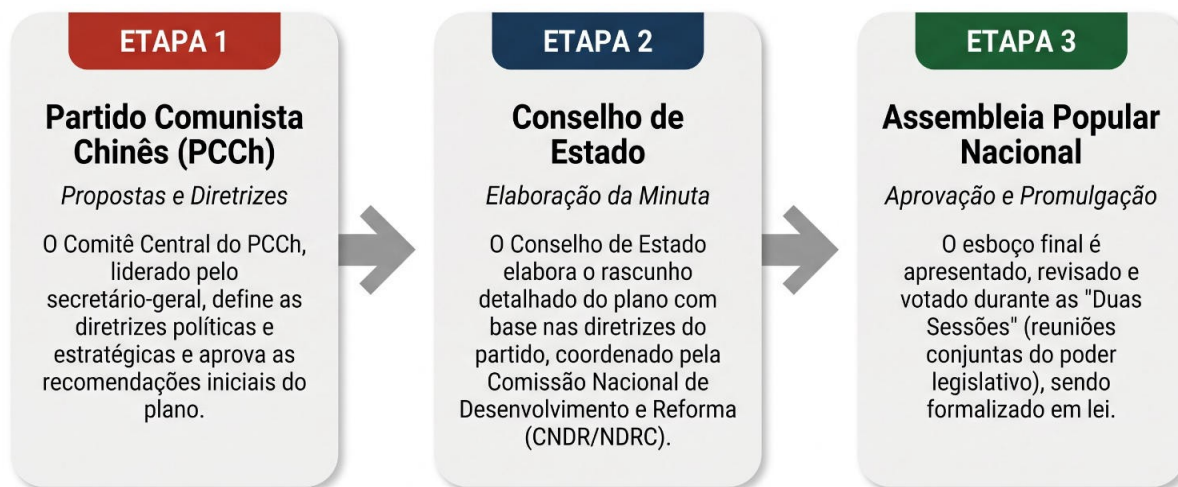 ETAPA 1
Partido Comunista
Chinês (PCCh)
Propostas e Diretrizes
O Comitê Central do PCCh,
liderado pelo
secretário-geral, define as
diretrizes políticas e
estratégicas e aprova as
recomendações iniciais do
plano.
ETAPA 2
Conselho de
Estado
Elaboração da Minuta
O Conselho de Estado
elabora o rascunho
detalhado do plano com
base nas diretrizes do
partido, coordenado pela
Comissão Nacional de
Desenvolvimento e Reforma
(CNDR/NDRC).
ETAPA 3
Assembleia Popular
Nacional
Aprovação e Promulgação
O esboço final é
apresentado, revisado e
votado durante as "Duas
Sessões" (reuniões
conjuntas do poder
legislativo), sendo
formalizado em lei.